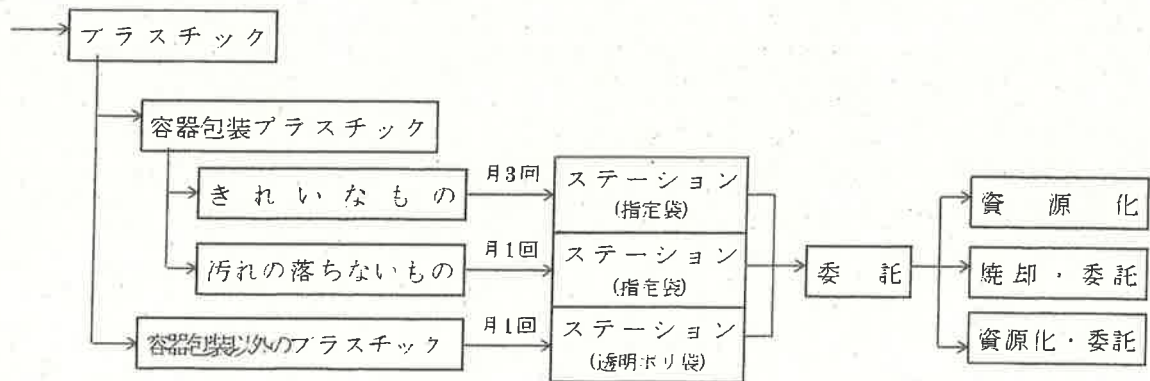 プラスチック
容器包装プラスチック
きれいなもの
月3回
ステーション
(指定袋)
資源化
汚れの落ちないもの
月1回
ステーション
(指定袋)
委託
焼却・委託
容器包装以外のプラスチック
月1回
ステーション
(透明ポリ袋)
資源化・委託